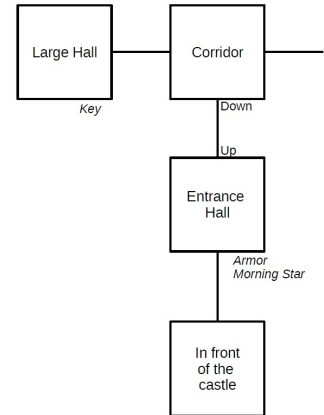 Large Hall
Corridor
Key
Down
Up
Entrance
Hall
Armor
Morning Star
In front
of the
castle